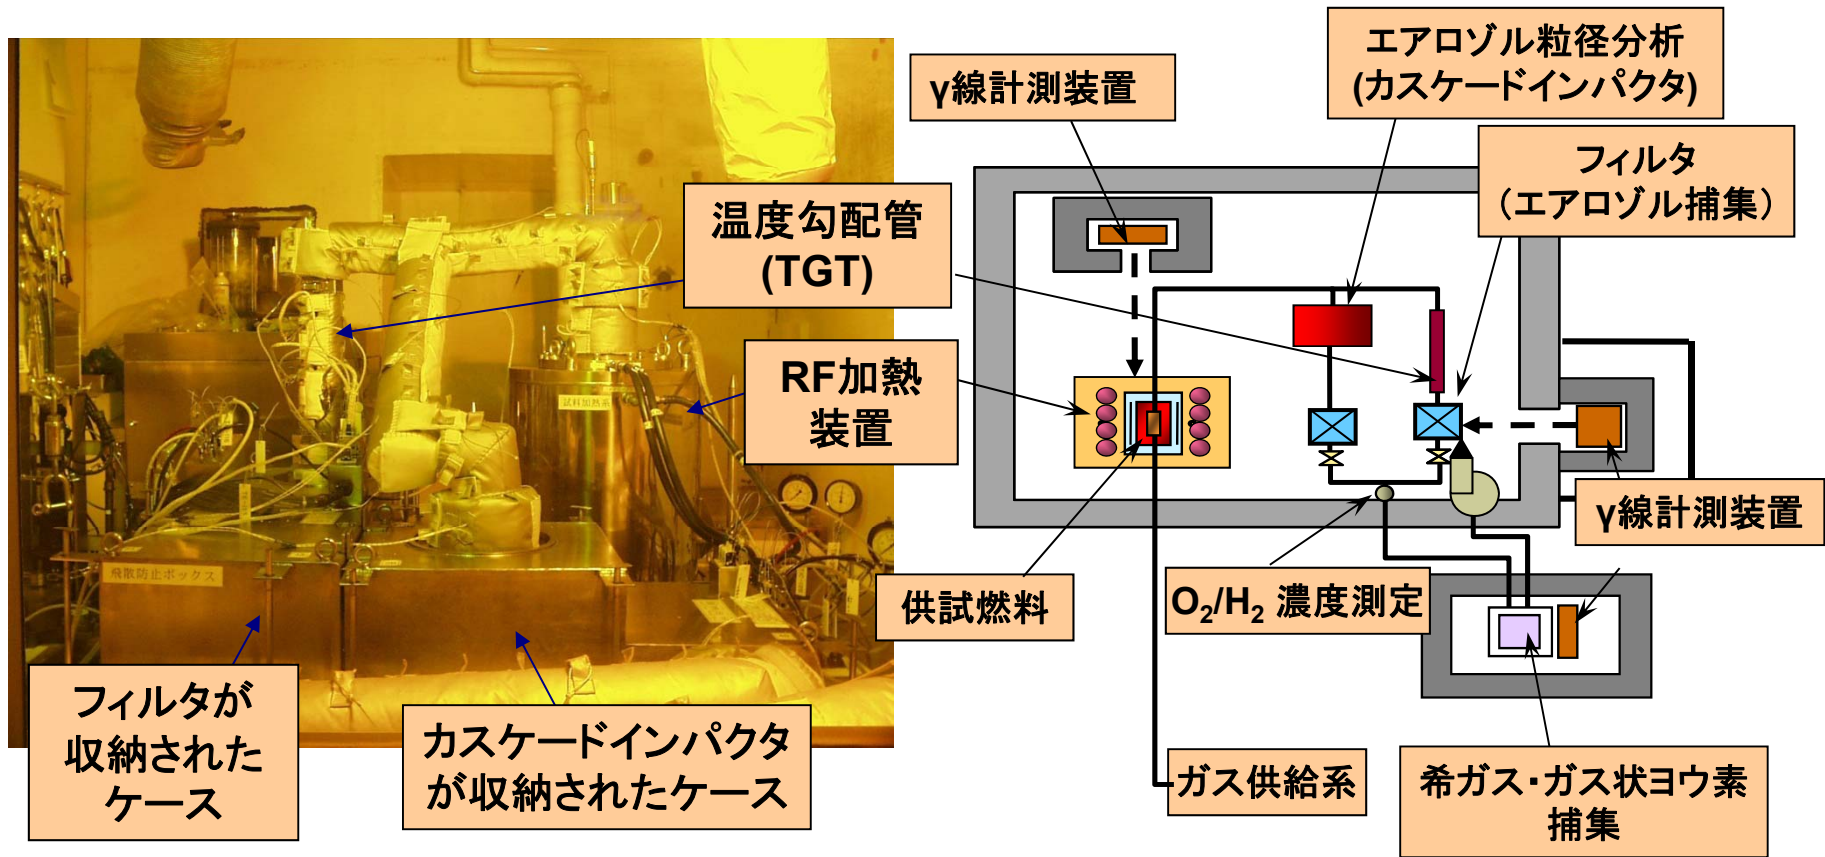 エアロゾル粒径分析
(カスケードインパクタ)
γ線計測装置
フィルタ
(エアロゾル捕集)
温度勾配管
(TGT)
RF加熱
装置
試料加熱系
γ線計測装置
飛散防止ボックス
供試燃料
O₂/H₂ 濃度測定
フィルタが
収納された
ケース
カスケードインパクタ
が収納されたケース
ガス供給系
希ガス・ガス状ヨウ素
捕集